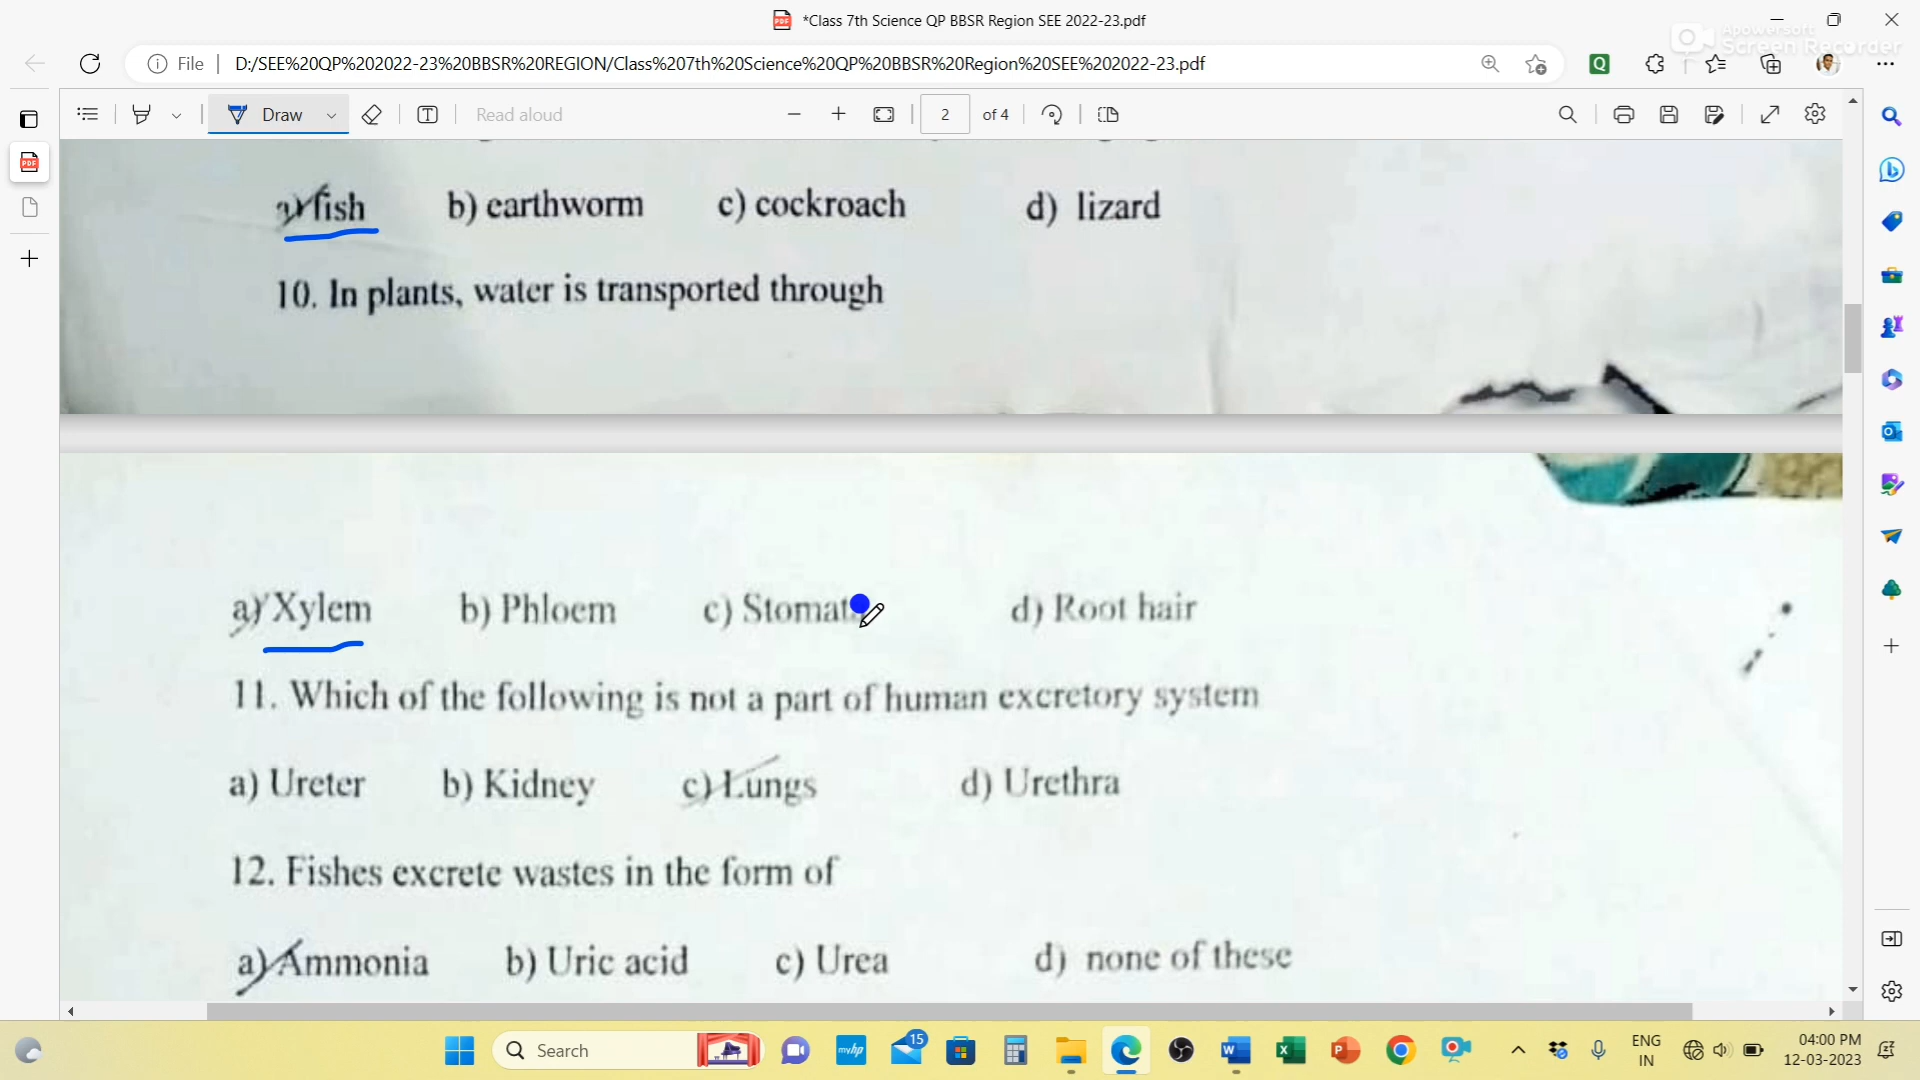 *Class 7th Science QP BBSR Region SEE 2022-23.pdf
Apowersoft
Screen Recorder
File
D:/SEE%20QP%202022-23%20BBSR%20REGION/Class%207th%20Science%20QP%20BBSR%20Region%20SEE%202022-23.pdf
Draw
Read aloud
2 of 4
a) fish b) earthworm c) cockroach d) lizard
10. In plants, water is transported through
a) Xylem b) Phloem c) Stomata d) Root hair
11. Which of the following is not a part of human excretory system
a) Ureter b) Kidney c) Lungs d) Urethra
12. Fishes excrete wastes in the form of
a) Ammonia b) Uric acid c) Urea d) none of these
Search
15
ENG
IN
04:00 PM
12-03-2023